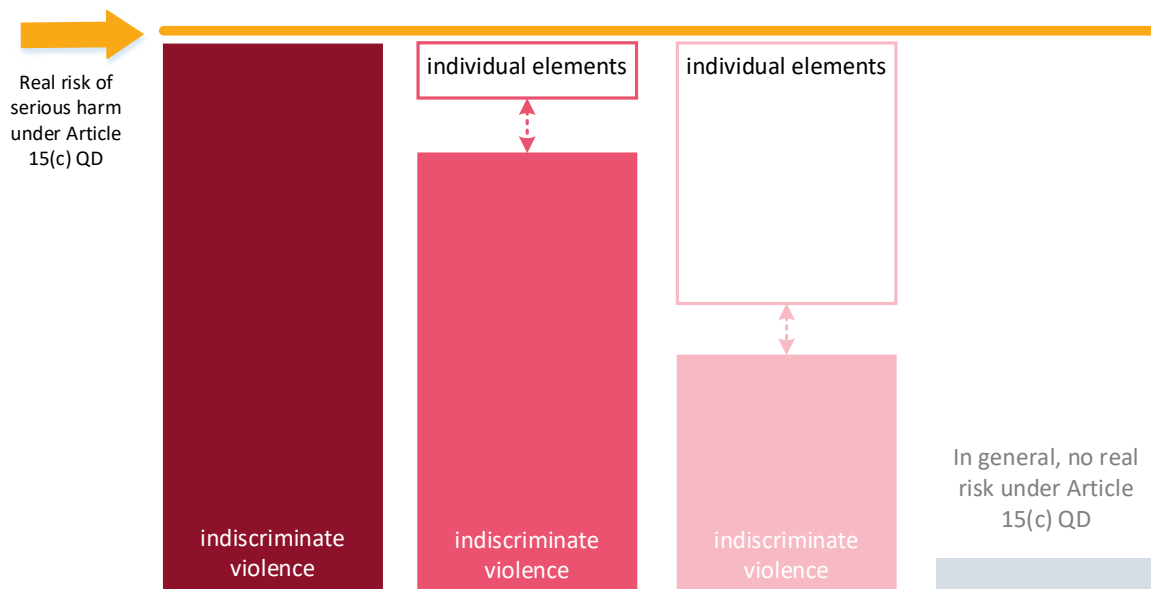 Real risk of
serious harm
under Article
15(c) QD
individual elements
individual elements
indiscriminate
violence
indiscriminate
violence
indiscriminate
violence
In general, no real
risk under Article
15(c) QD